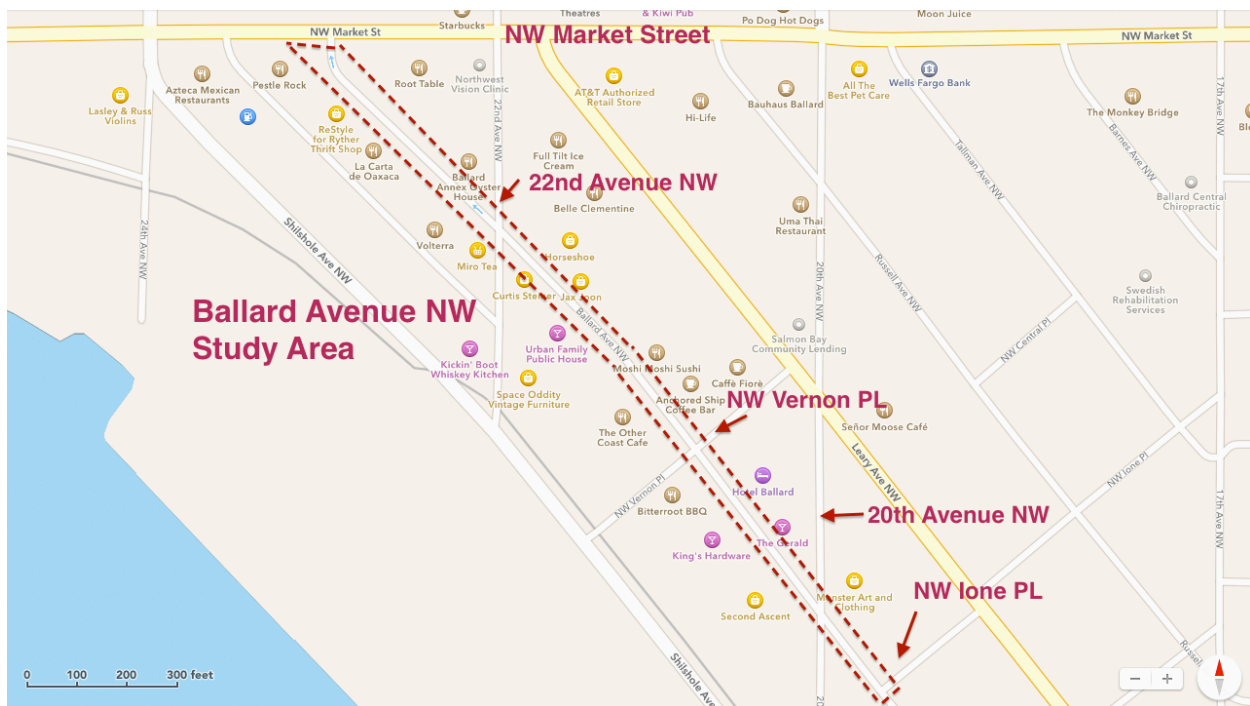 Starbucks
Theatres
& Kiwi Pub
Po Dog Hot Dogs
Moon Juice
NW Market St
NW Market Street
NW Market St
Azteca Mexican
Restaurants
Pestle Rock
Root Table
Northwest
Vision Clinic
AT&T Authorized
Retail Store
Bauhaus Ballard
All The
Best Pet Care
Wells Fargo Bank
17th Ave NW
Lasley & Russ
Violins
ReStyle
for Ryther
Thrift Shop
22nd Ave NW
Hi-Life
The Monkey Bridge
La Carta
de Oaxaca
Ballard
Annex Oyster
House
Full Tilt Ice
Cream
Tallman Ave NW
Barnes Ave NW
22nd Avenue NW
Belle Clementine
Ballard Central
Chiropractic
24th Ave NW
Shilshole Ave NW
Volterra
Uma Thai
Restaurant
Miro Tea
Horseshoe
Russell Ave NW
20th Ave NW
Curtis Steiner
Jax Joon
Swedish
Rehabilitation
Services
Ballard Avenue NW
Study Area
Ballard Ave NW
Salmon Bay
Community Lending
NW Central Pl
Kickin' Boot
Whiskey Kitchen
Urban Family
Public House
Moshi Moshi Sushi
Caffè Fiorè
Space Oddity
Vintage Furniture
Anchored Ship
Coffee Bar
NW Vernon PL
The Other
Coast Cafe
Señor Moose Café
Leary Ave NW
NW Ione Pl
NW Vernon Pl
Hotel Ballard
Bitterroot BBQ
17th Ave NW
20th Avenue NW
King's Hardware
The Gerald
Second Ascent
Monster Art and
Clothing
NW Ione PL
Shilshole Ave
0 100 200 300 feet